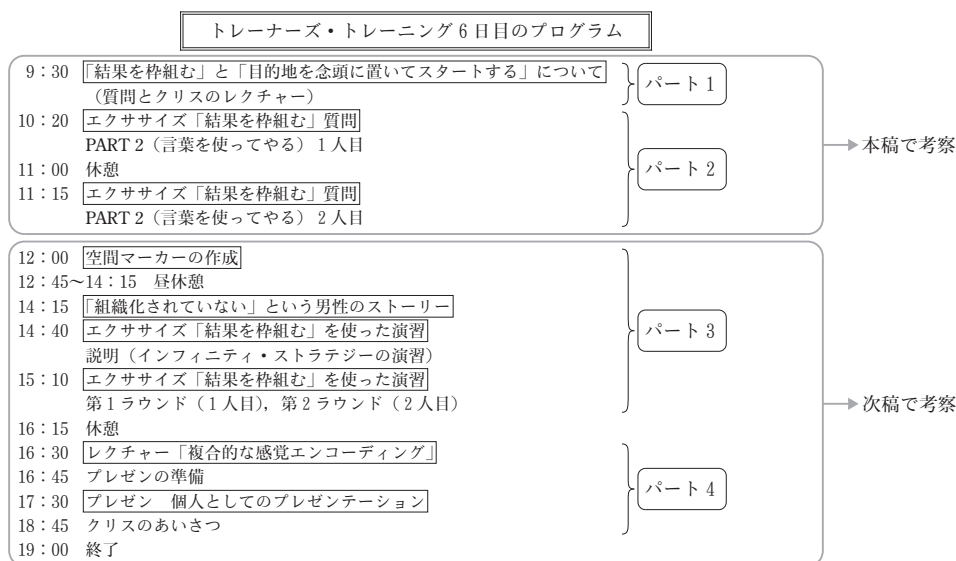 トレーナーズ・トレーニング6日目のプログラム
9：30 「結果を枠組む」と「目的地を念頭に置いてスタートする」について
（質問とクリスのレクチャー）
パート1
10：20 エクササイズ「結果を枠組む」質問
PART 2（言葉を使ってやる）1人目
11：00 休憩
パート2
11：15 エクササイズ「結果を枠組む」質問
PART 2（言葉を使ってやる）2人目
本稿で考察
12：00 空間マーカーの作成
12：45〜14：15 昼休憩
14：15 「組織化されていない」という男性のストーリー
14：40 エクササイズ「結果を枠組む」を使った演習
説明（インフィニティ・ストラテジーの演習）
パート3
15：10 エクササイズ「結果を枠組む」を使った演習
第1ラウンド（1人目），第2ラウンド（2人目）
16：15 休憩
16：30 レクチャー「複合的な感覚エンコーディング」
16：45 プレゼンの準備
17：30 プレゼン 個人としてのプレゼンテーション
パート4
18：45 クリスのあいさつ
19：00 終了
次稿で考察